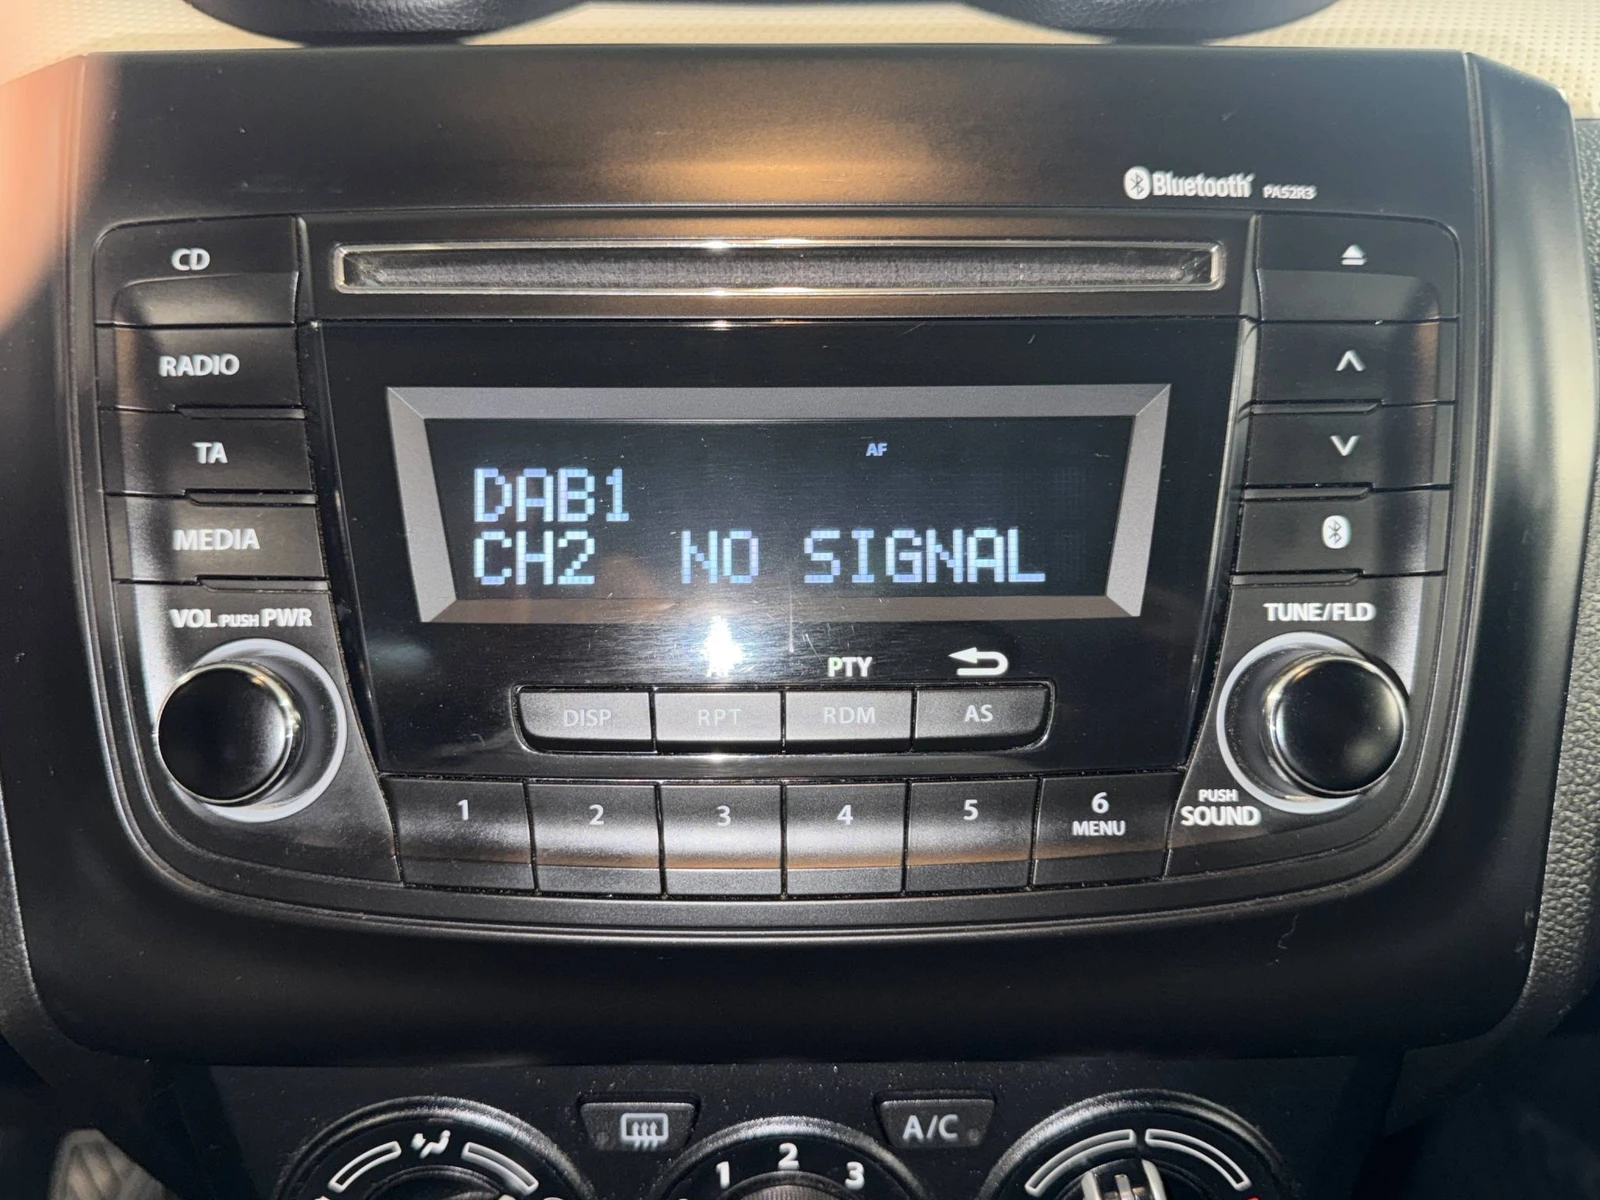 Bluetooth PA52R3
CD
RADIO
TA
MEDIA
VOL PUSH PWR
AF
DAB1
CH2 NO SIGNAL
TUNE/FLD
PTY
DISP
RPT
RDM
AS
1
2
3
4
5
6
MENU
PUSH
SOUND
A/C
1
2
3